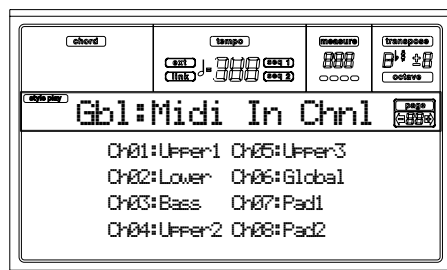 chord tempo measure transpose
ext seq 1
link seq 2
octave
style play
Gbl:Midi In Chnl
page
Ch01:Upper1 Ch05:Upper3
Ch02:Lower Ch06:Global
Ch03:Bass Ch07:Pad1
Ch04:Upper2 Ch08:Pad2